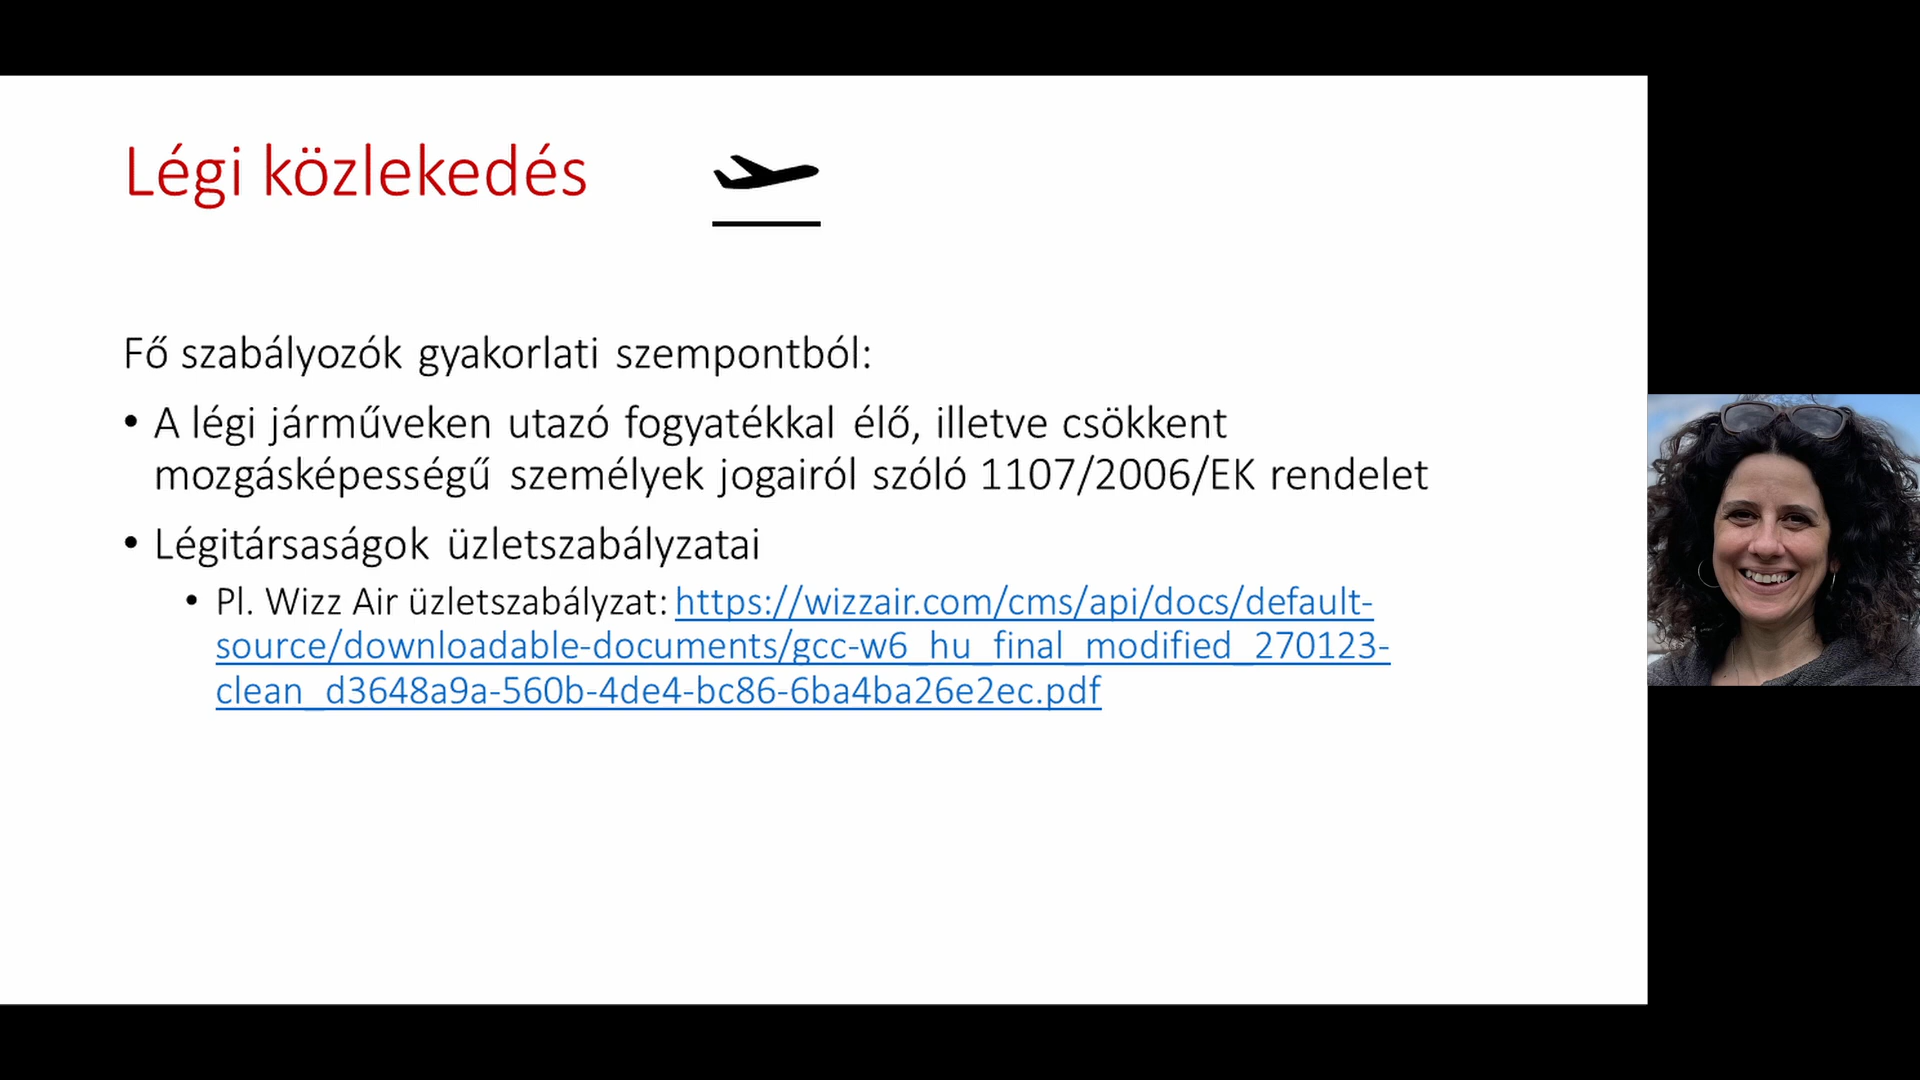 Légi közlekedés
Fő szabályozók gyakorlati szempontból:
• A légi járműveken utazó fogyatékkal élő, illetve csökkent
mozgásképességű személyek jogairól szóló 1107/2006/EK rendelet
• Légitársaságok üzletszabályzatai
• Pl. Wizz Air üzletszabályzat: https://wizzair.com/cms/api/docs/default-
source/downloadable-documents/gcc-w6_hu_final_modified_270123-
clean_d3648a9a-560b-4de4-bc86-6ba4ba26e2ec.pdf